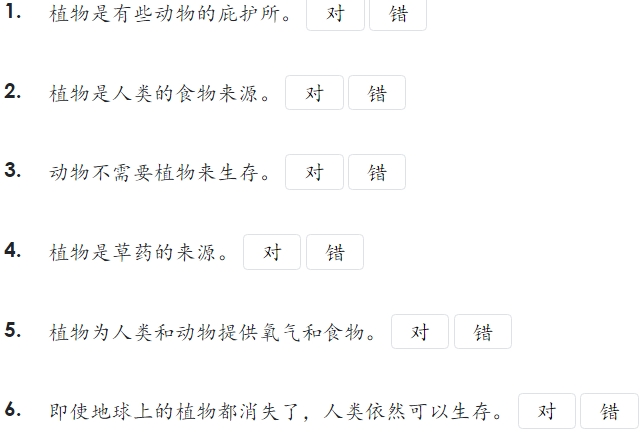 1. 植物是有些动物的庇护所。 对 错
2. 植物是人类的食物来源。 对 错
3. 动物不需要植物来生存。 对 错
4. 植物是草药的来源。 对 错
5. 植物为人类和动物提供氧气和食物。 对 错
6. 即使地球上的植物都消失了，人类依然可以生存。 对 错